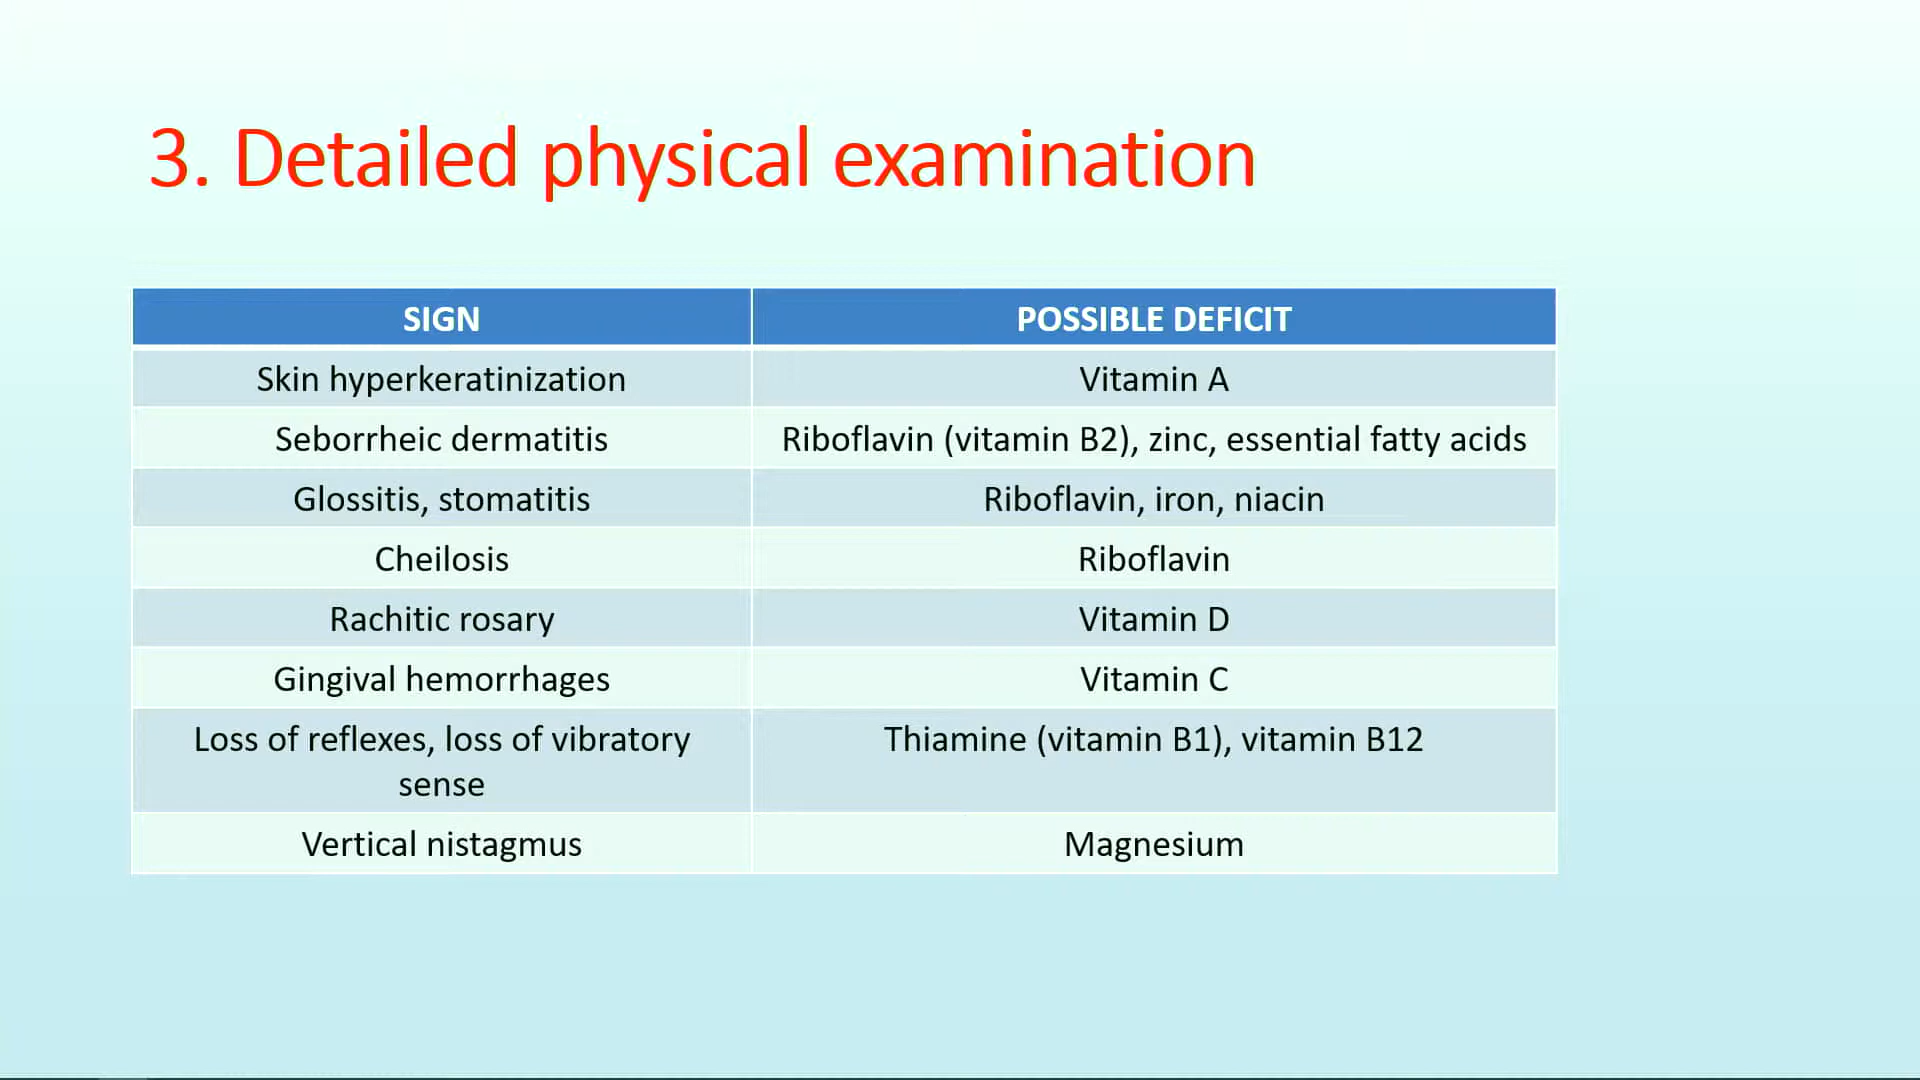 3. Detailed physical examination
SIGN
POSSIBLE DEFICIT
Skin hyperkeratinization
Vitamin A
Seborrheic dermatitis
Riboflavin (vitamin B2), zinc, essential fatty acids
Glossitis, stomatitis
Riboflavin, iron, niacin
Cheilosis
Riboflavin
Rachitic rosary
Vitamin D
Gingival hemorrhages
Vitamin C
Loss of reflexes, loss of vibratory
sense
Thiamine (vitamin B1), vitamin B12
Vertical nistagmus
Magnesium